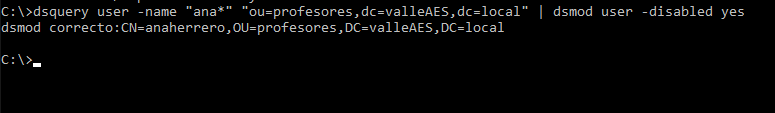 C:\>dsquery user -name "ana*" "ou=profesores,dc=valleAES,dc=local" | dsmod user -disabled yes
dsmod correcto:CN=anaherrero,OU=profesores,DC=valleAES,DC=local
C:\>